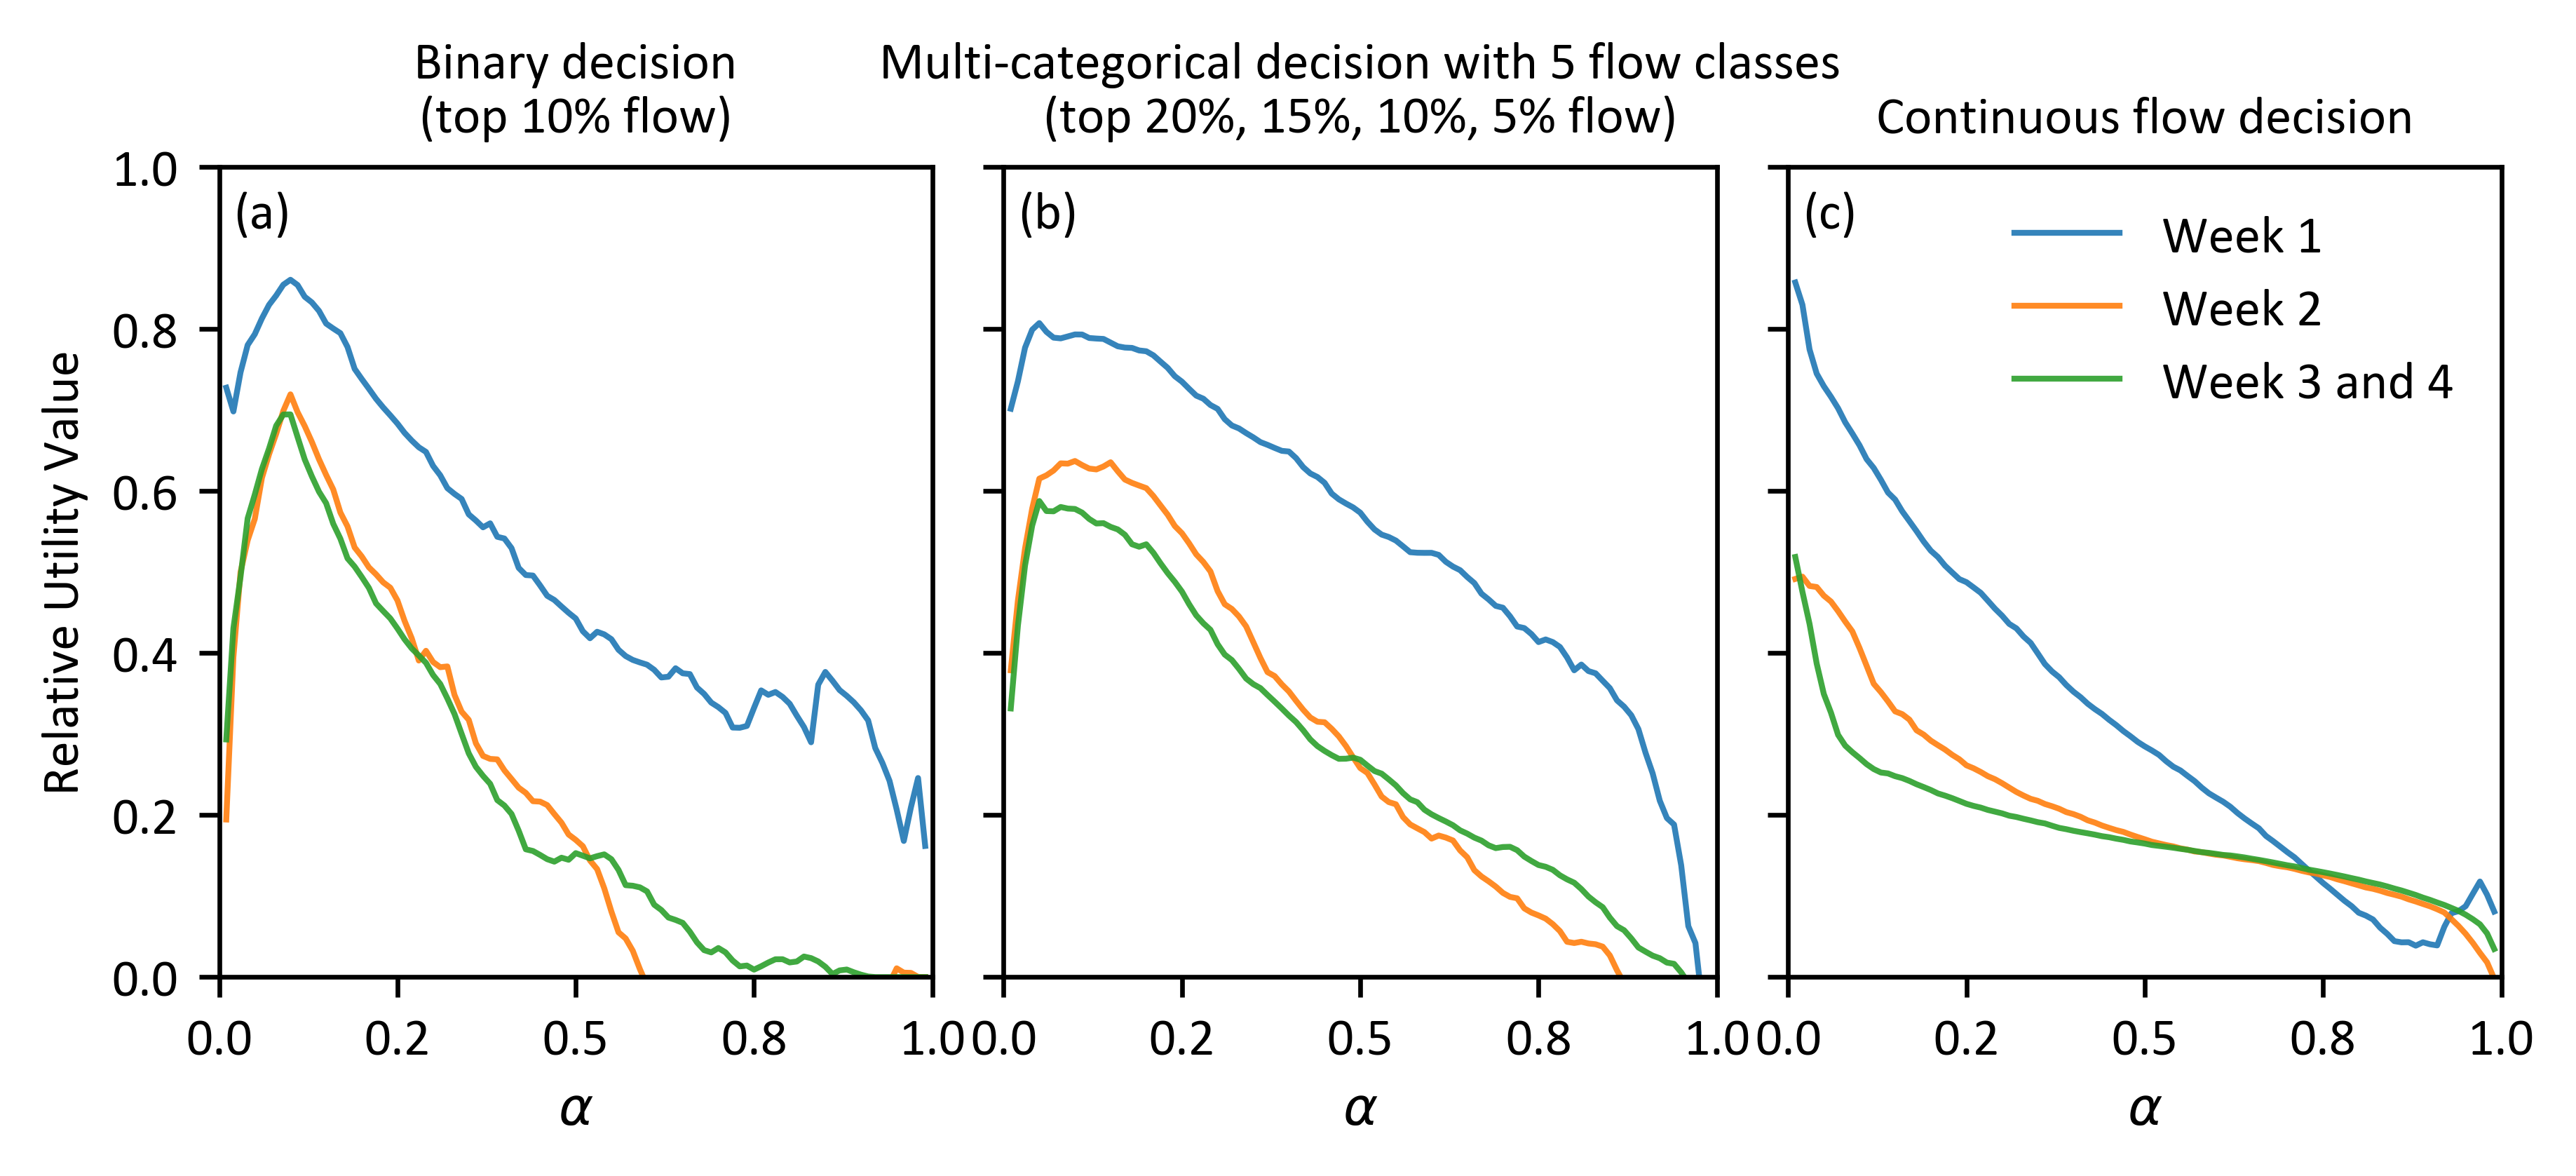 Binary decision
(top 10% flow)
Multi-categorical decision with 5 flow classes
(top 20%, 15%, 10%, 5% flow)
Continuous flow decision
(a)
(b)
(c)
Week 1
Week 2
Week 3 and 4
Relative Utility Value
1.0
0.8
0.6
0.4
0.2
0.0
0.0 0.2 0.5 0.8 1.0
0.0 0.2 0.5 0.8 1.0
0.0 0.2 0.5 0.8 1.0
α
α
α